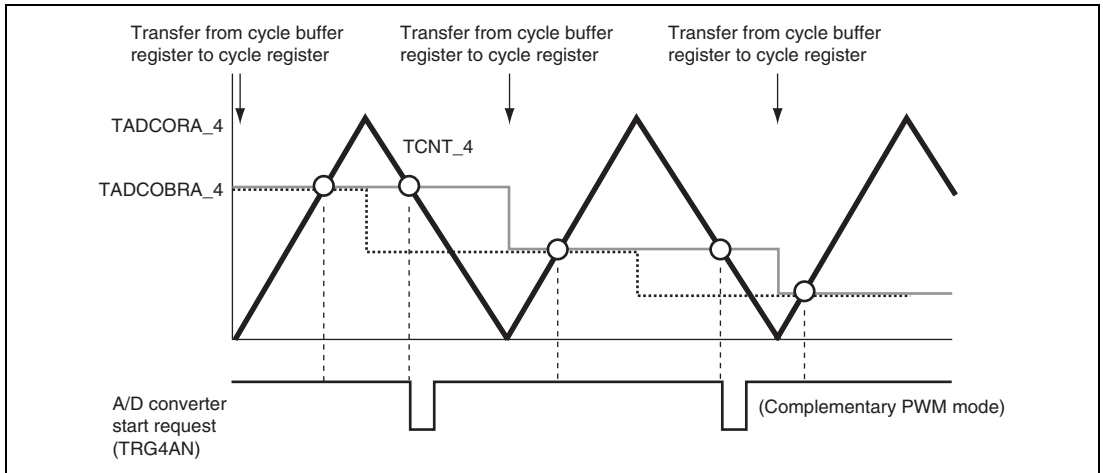 Transfer from cycle buffer
register to cycle register
Transfer from cycle buffer
register to cycle register
Transfer from cycle buffer
register to cycle register
TADCORA_4
TCNT_4
TADCOBRA_4
A/D converter
start request
(TRG4AN)
(Complementary PWM mode)